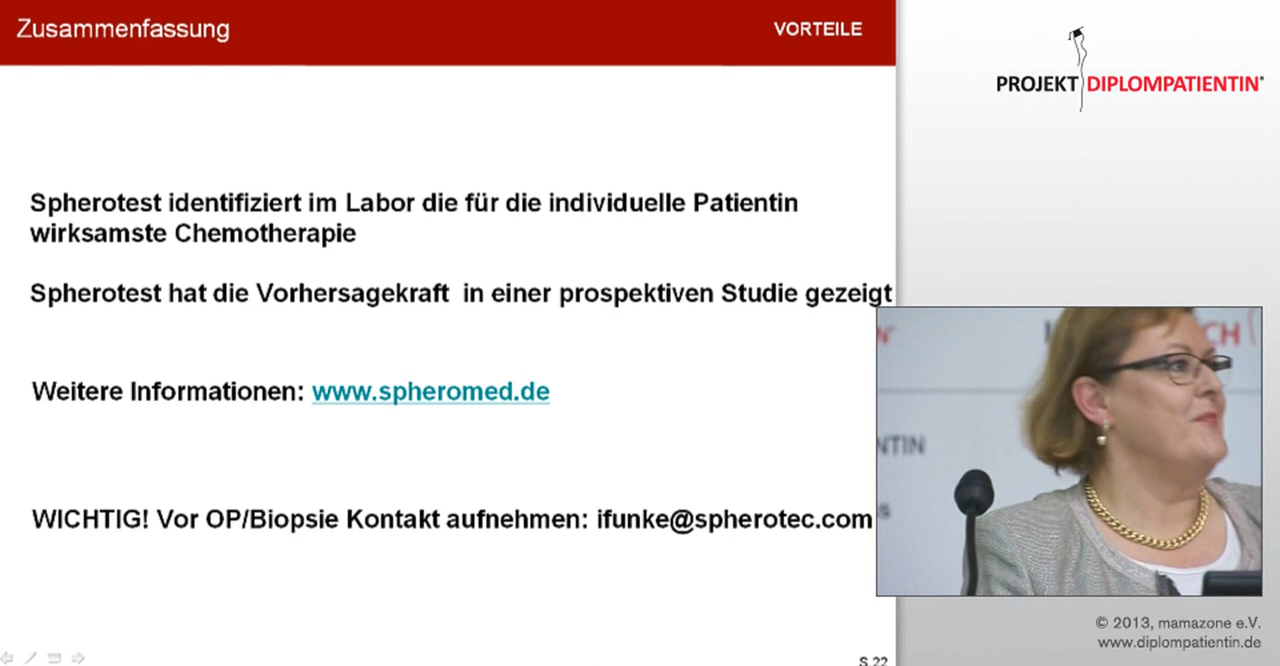 Zusammenfassung
VORTEILE
Spherotest identifiziert im Labor die für die individuelle Patientin
wirksamste Chemotherapie
Spherotest hat die Vorhersagekraft in einer prospektiven Studie gezeigt
Weitere Informationen: www.spheromed.de
WICHTIG! Vor OP/Biopsie Kontakt aufnehmen: ifunke@spherotec.com
S.22
PROJEKT DIPLOMPATIENTIN®
CH
NTIN
© 2013, mamazone e.V.
www.diplompatientin.de